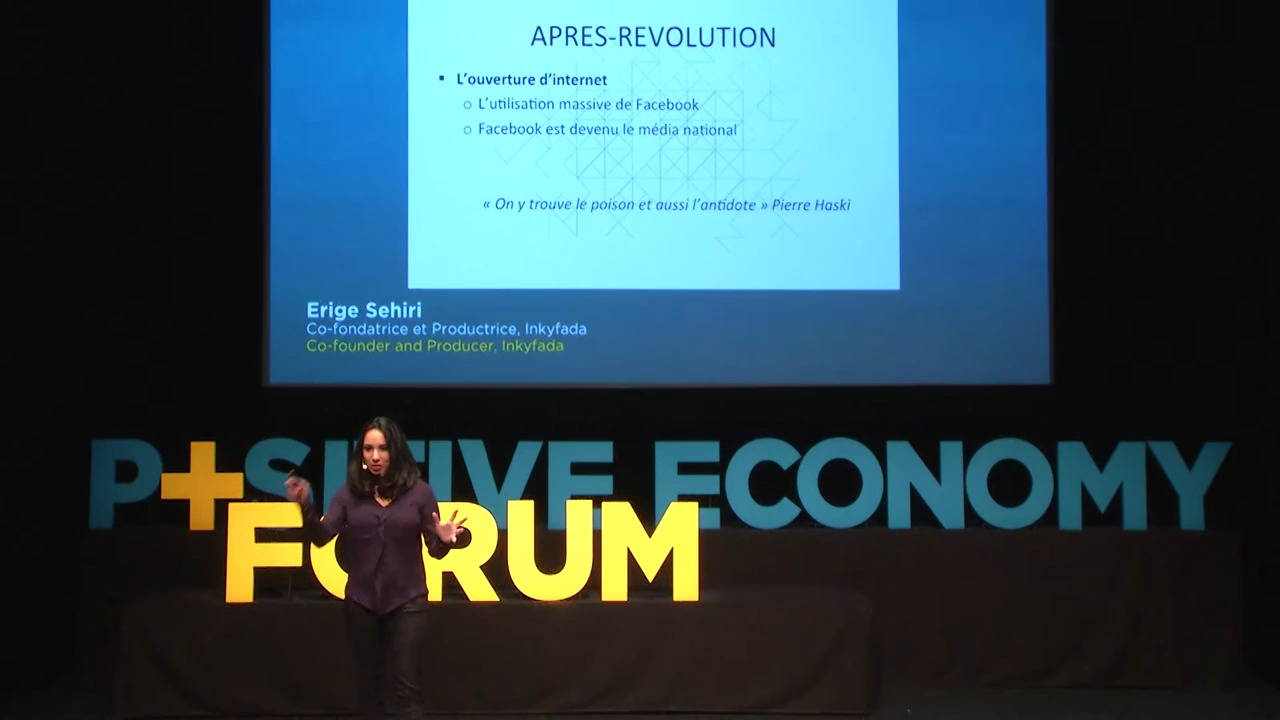 APRES-REVOLUTION
▪ L'ouverture d'internet
o L'utilisation massive de Facebook
o Facebook est devenu le média national
« On y trouve le poison et aussi l'antidote » Pierre Haski
Erige Sehiri
Co-fondatrice et Productrice, Inkyfada
Co-founder and Producer, Inkyfada
P+SITIVE ECONOMY
FORUM